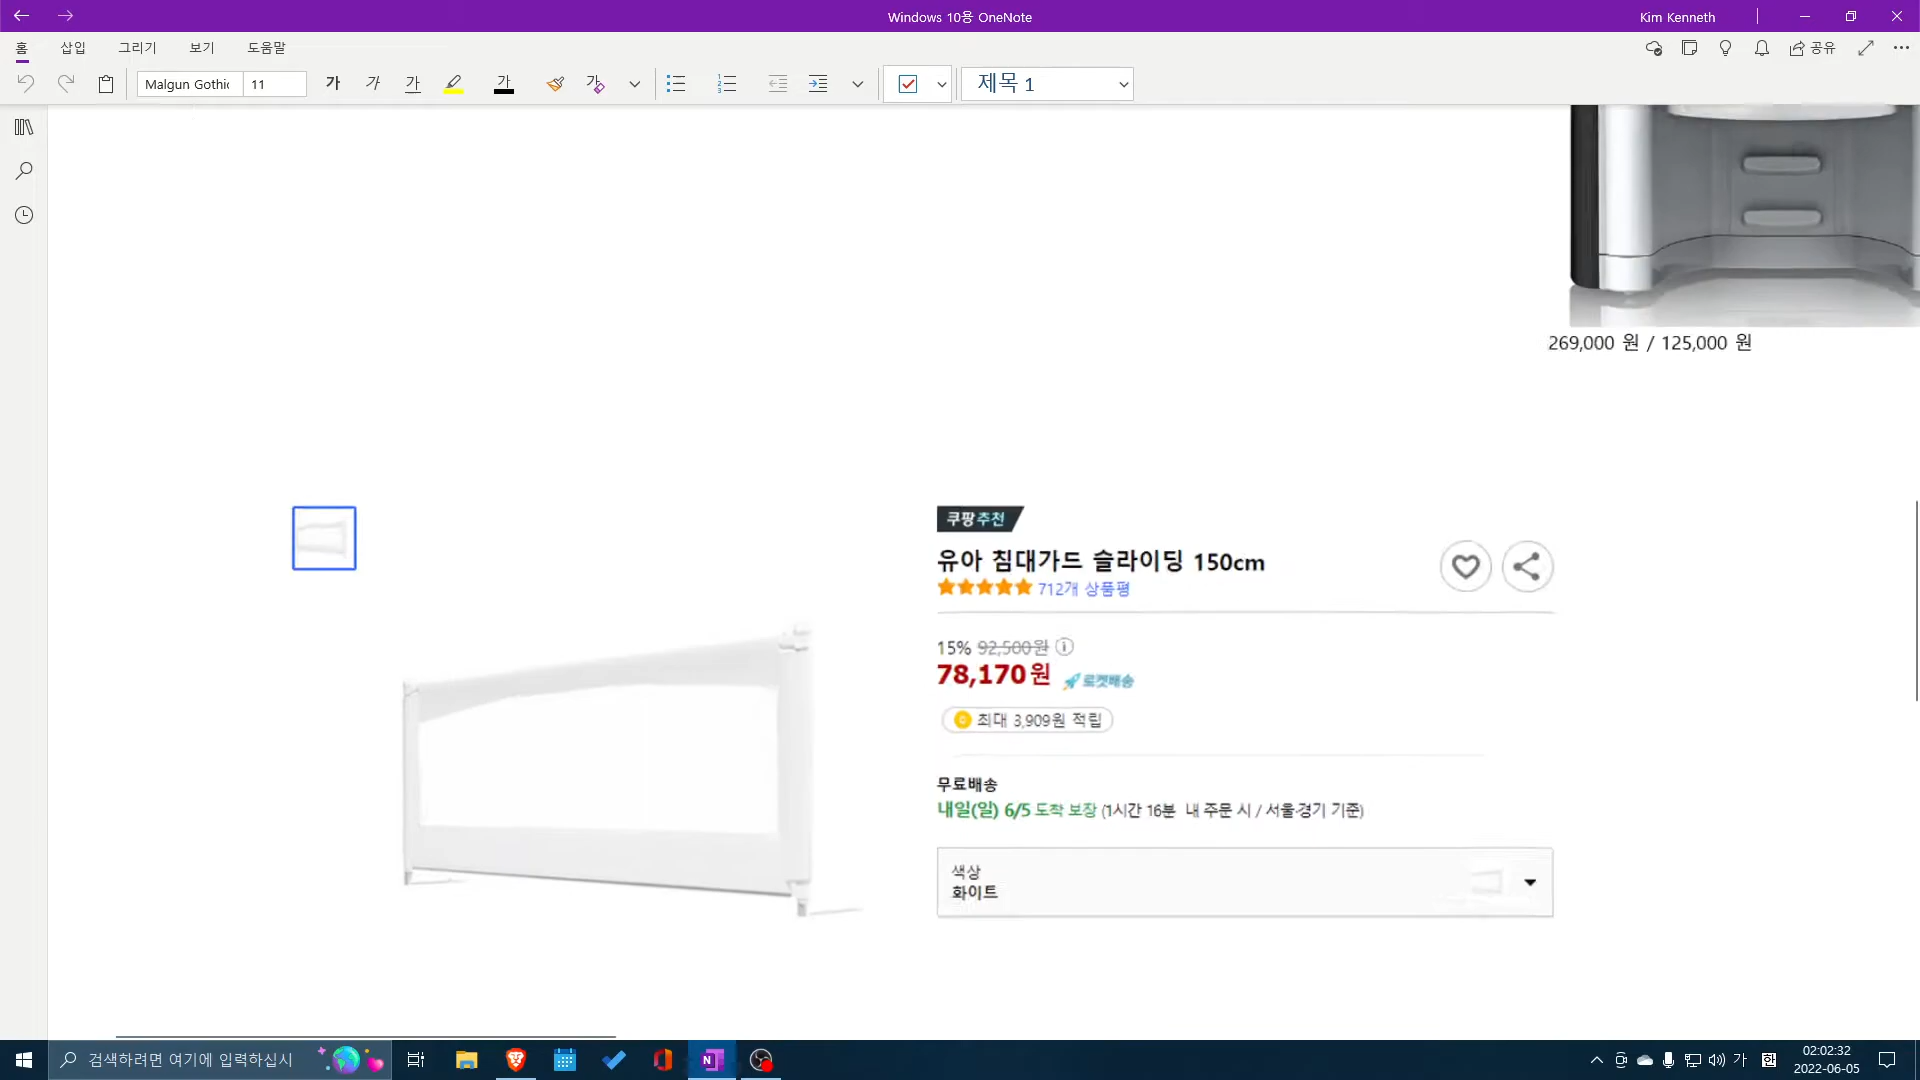 Windows 10용 OneNote
Kim Kenneth
홈 삽입 그리기 보기 도움말
공유
Malgun Gothic 11 가 가 가 가 가 제목 1
269,000 원 / 125,000 원
쿠팡추천
유아 침대가드 슬라이딩 150cm
712개 상품평
15% 92,500원
78,170원 로켓배송
최대 3,909원 적립
무료배송
내일(일) 6/5 도착 보장 (1시간 16분 내 주문 시 / 서울·경기 기준)
색상
화이트
검색하려면 여기에 입력하십시
가 한
02:02:32
2022-06-05